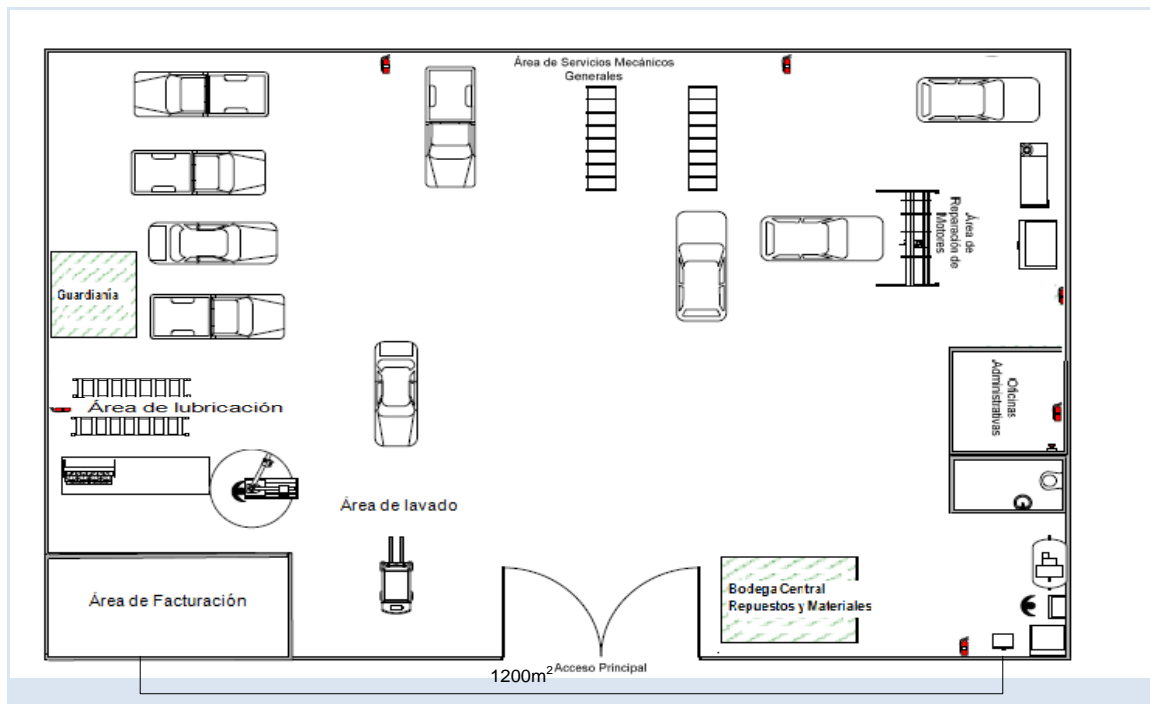 Área de Servicios Mecánicos
Generales
Área de
Reparación de
Motores
Guardianía
Oficinas
Administrativas
Área de lubricación
Área de lavado
Área de Facturación
Bodega Central
Repuestos y Materiales
Acceso Principal
1200m²